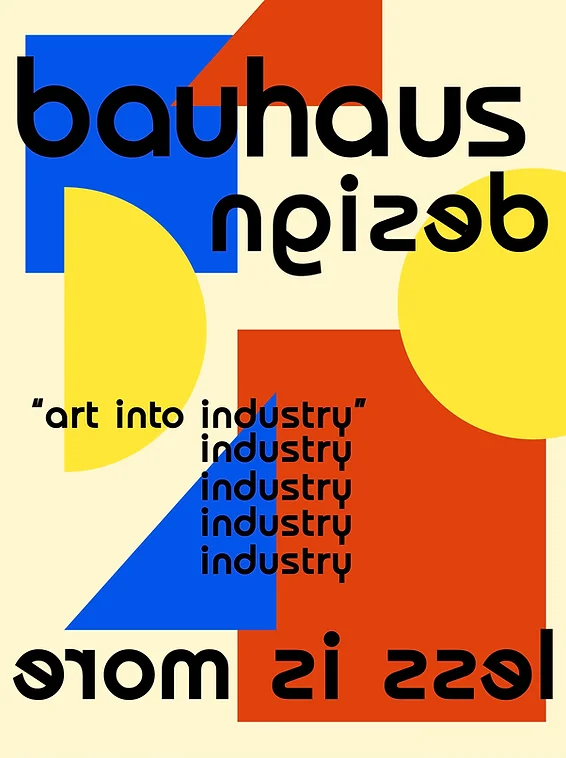 bauhaus
design
“art into industry”
industry
industry
industry
industry
less is more